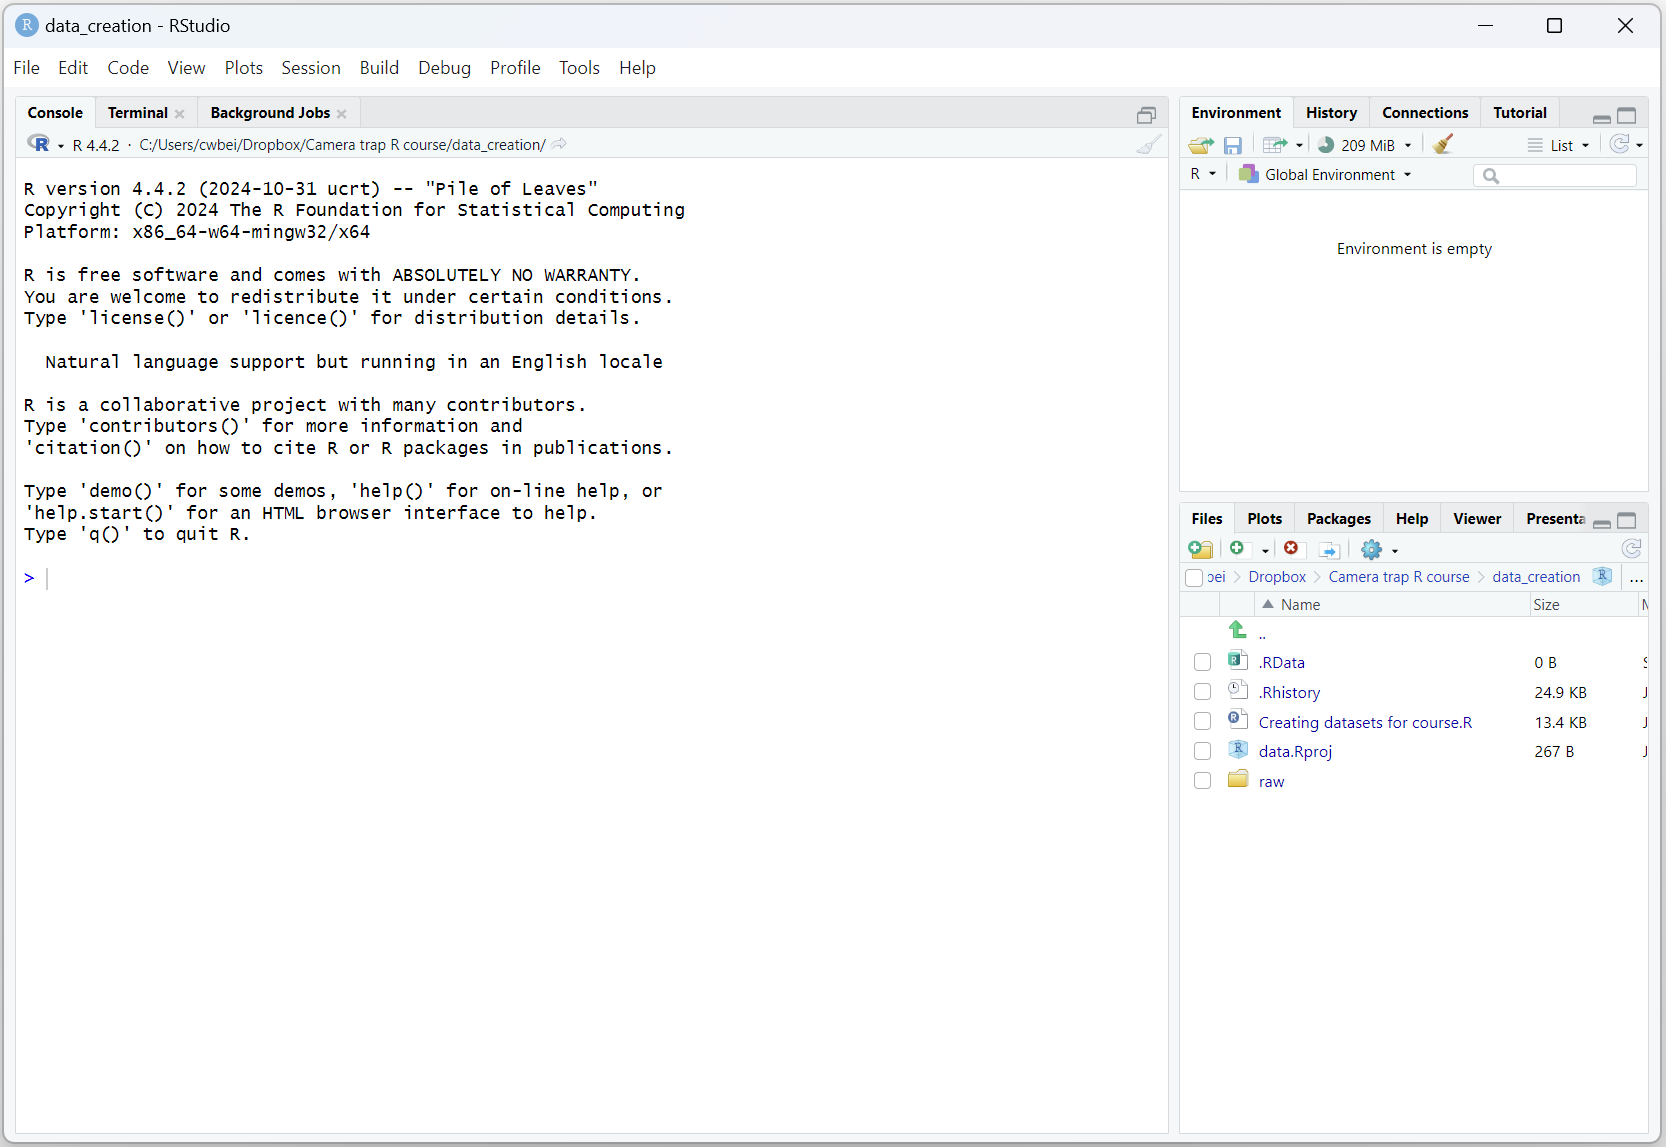 data_creation - RStudio
File Edit Code View Plots Session Build Debug Profile Tools Help
Console Terminal Background Jobs
R 4.4.2 · C:/Users/cwbei/Dropbox/Camera trap R course/data_creation/
R version 4.4.2 (2024-10-31 ucrt) -- "Pile of Leaves"
Copyright (C) 2024 The R Foundation for Statistical Computing
Platform: x86_64-w64-mingw32/x64
R is free software and comes with ABSOLUTELY NO WARRANTY.
You are welcome to redistribute it under certain conditions.
Type 'license()' or 'licence()' for distribution details.
Natural language support but running in an English locale
R is a collaborative project with many contributors.
Type 'contributors()' for more information and
'citation()' on how to cite R or R packages in publications.
Type 'demo()' for some demos, 'help()' for on-line help, or
'help.start()' for an HTML browser interface to help.
Type 'q()' to quit R.
>
Environment History Connections Tutorial
209 MiB List
R Global Environment
Environment is empty
Files Plots Packages Help Viewer Presenta
bei Dropbox Camera trap R course data_creation ...
Name Size
..
.RData 0 B
.Rhistory 24.9 KB
Creating datasets for course.R 13.4 KB
data.Rproj 267 B
raw